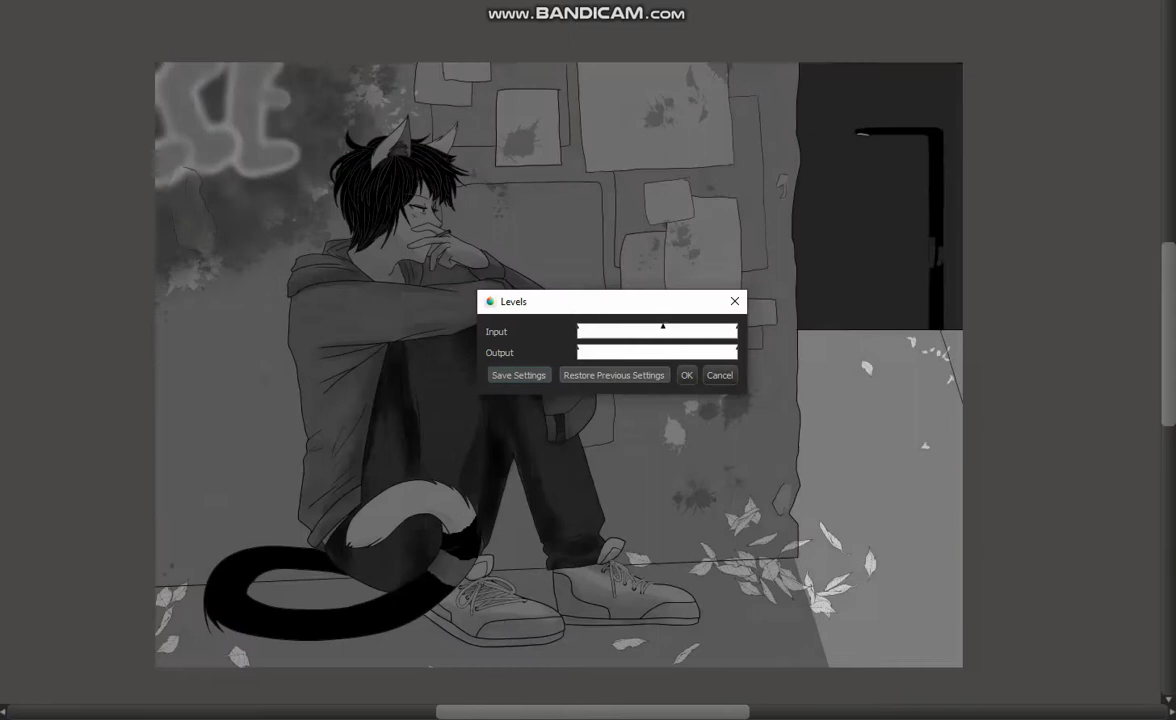 www.BANDICAM.com
Levels
Input
Output
Save Settings
Restore Previous Settings
OK
Cancel